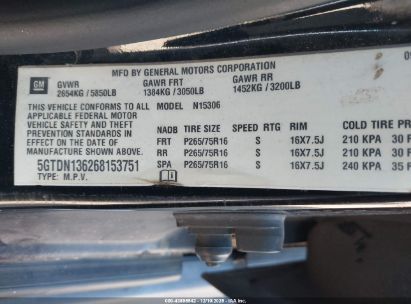 MFD BY GENERAL MOTORS CORPORATION
GM GVWR GAWR FRT GAWR RR
2654KG / 5850LB 1384KG / 3050LB 1452KG / 3200LB
THIS VEHICLE CONFORMS TO ALL MODEL N15306
APPLICABLE FEDERAL MOTOR
VEHICLE SAFETY AND THEFT
PREVENTION STANDARDS IN
EFFECT ON THE DATE OF
MANUFACTURE SHOWN ABOVE.
5GTDN136268153751
TYPE: M.P.V.
NADB TIRE SIZE SPEED RTG RIM COLD TIRE
FRT P265/75R16 S 16X7.5J 210 KPA 30
RR P265/75R16 S 16X7.5J 210 KPA 30
SPA P265/75R16 S 16X7.5J 240 KPA 35